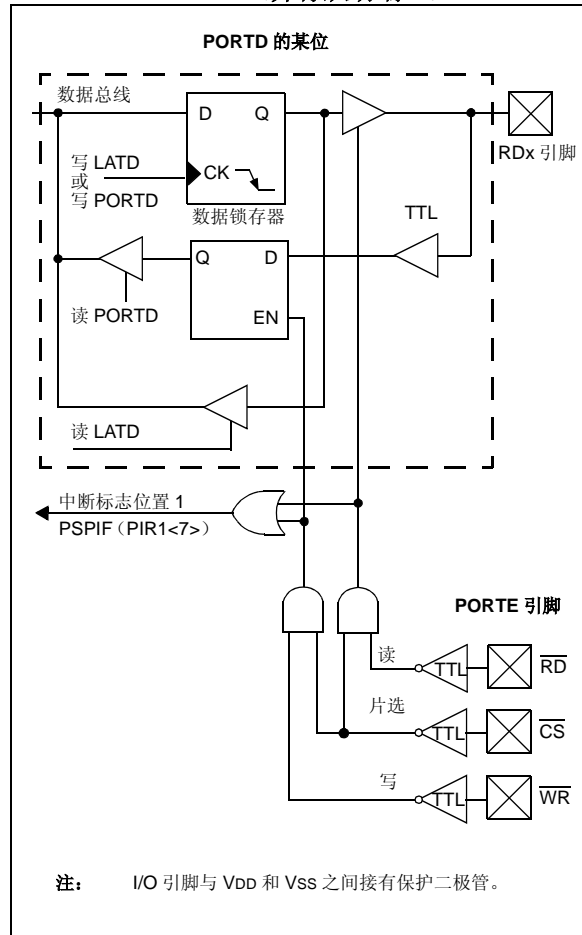 PORTD 的某位
数据总线
D
Q
写 LATD
或
写 PORTD
CK
数据锁存器
RDx 引脚
TTL
Q
D
EN
读 PORTD
读 LATD
中断标志位置 1
PSPIF（PIR1<7>）
PORTE 引脚
读
TTL
RD
片选
TTL
CS
写
TTL
WR
注： I/O 引脚与 VDD 和 VSS 之间接有保护二极管。